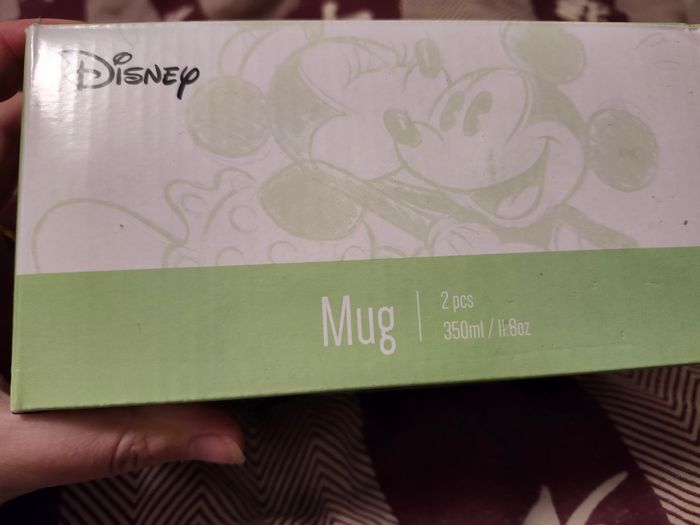 Disney
Mug
2 pcs
350ml / 11.8oz